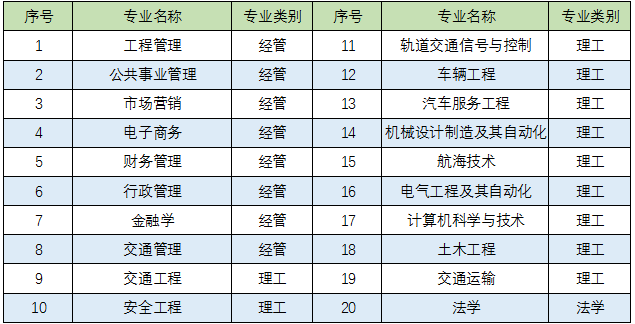 序号 专业名称 专业类别 序号 专业名称 专业类别
1 工程管理 经管 11 轨道交通信号与控制 理工
2 公共事业管理 经管 12 车辆工程 理工
3 市场营销 经管 13 汽车服务工程 理工
4 电子商务 经管 14 机械设计制造及其自动化 理工
5 财务管理 经管 15 航海技术 理工
6 行政管理 经管 16 电气工程及其自动化 理工
7 金融学 经管 17 计算机科学与技术 理工
8 交通管理 经管 18 土木工程 理工
9 交通工程 理工 19 交通运输 理工
10 安全工程 理工 20 法学 法学